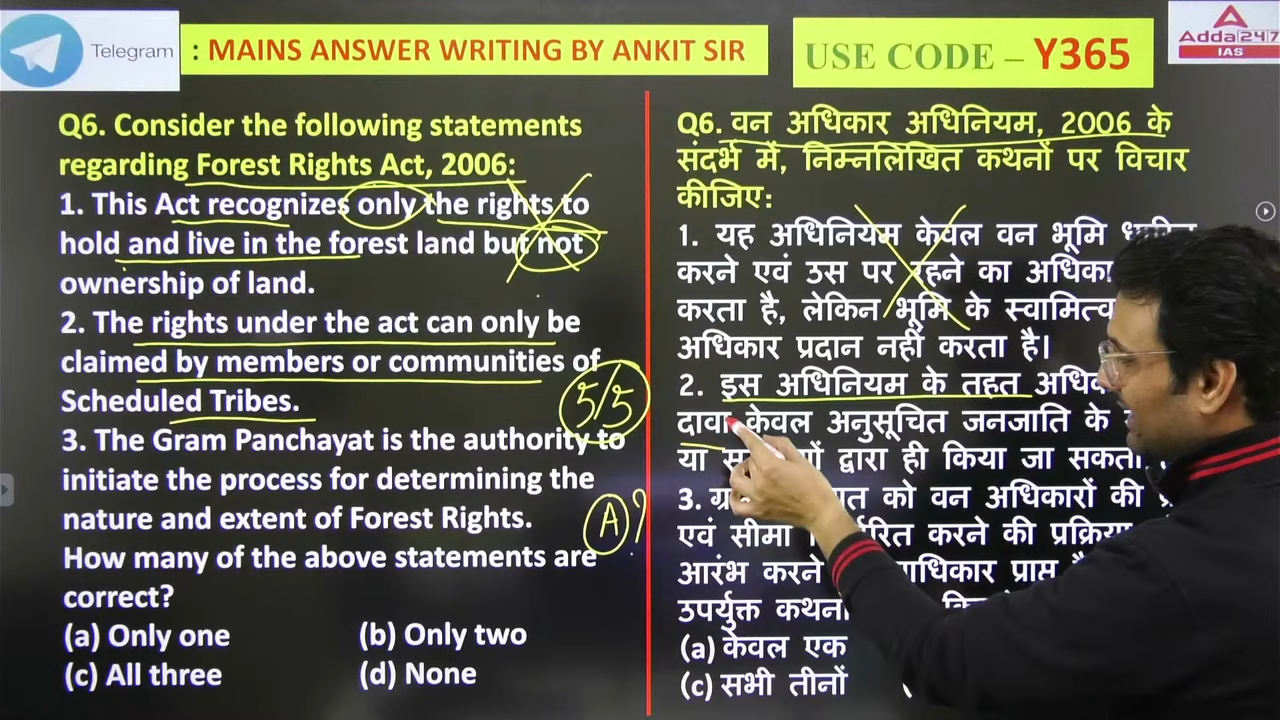 Telegram : MAINS ANSWER WRITING BY ANKIT SIR
USE CODE – Y365
Adda247
IAS
Q6. Consider the following statements
regarding Forest Rights Act, 2006:
1. This Act recognizes only the rights to
hold and live in the forest land but not
ownership of land.
2. The rights under the act can only be
claimed by members or communities of
Scheduled Tribes.
3. The Gram Panchayat is the authority to
initiate the process for determining the
nature and extent of Forest Rights.
How many of the above statements are
correct?
(a) Only one (b) Only two
(c) All three (d) None
5/5
A?
Q6. वन अधिकार अधिनियम, 2006 के
संदर्भ में, निम्नलिखित कथनों पर विचार
कीजिए:
1. यह अधिनियम केवल वन भूमि
करने एवं उस पर रहने का
करता है, लेकिन भूमि के स्वामित्व
अधिकार प्रदान नहीं करता है।
2. इस अधिनियम के तहत
दावा केवल अनुसूचित जनजाति के
या द्वारा ही किया जा
3. को वन अधिकारों की
एवं सीमा करने की प्रक्रिया
आरंभ करने प्राप्त
उपर्युक्त
(a) केवल एक
(c) सभी तीनों